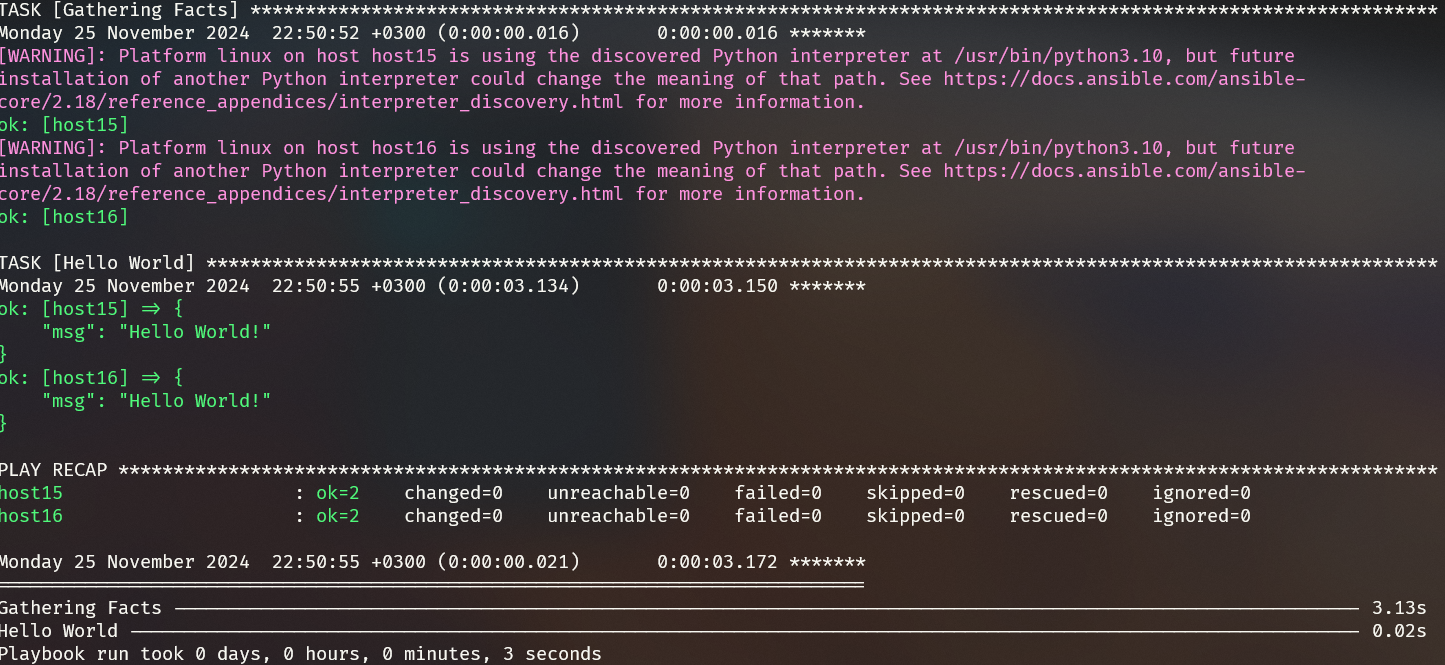 TASK [Gathering Facts] ************************************************************************************************************
Monday 25 November 2024  22:50:52 +0300 (0:00:00.016)       0:00:00.016 *******
[WARNING]: Platform linux on host host15 is using the discovered Python interpreter at /usr/bin/python3.10, but future
installation of another Python interpreter could change the meaning of that path. See https://docs.ansible.com/ansible-
core/2.18/reference_appendices/interpreter_discovery.html for more information.
ok: [host15]
[WARNING]: Platform linux on host host16 is using the discovered Python interpreter at /usr/bin/python3.10, but future
installation of another Python interpreter could change the meaning of that path. See https://docs.ansible.com/ansible-
core/2.18/reference_appendices/interpreter_discovery.html for more information.
ok: [host16]
TASK [Hello World] ****************************************************************************************************************
Monday 25 November 2024  22:50:55 +0300 (0:00:03.134)       0:00:03.150 *******
ok: [host15] => {
    "msg": "Hello World!"
}
ok: [host16] => {
    "msg": "Hello World!"
}
PLAY RECAP ************************************************************************************************************************
host15                     : ok=2    changed=0    unreachable=0    failed=0    skipped=0    rescued=0    ignored=0
host16                     : ok=2    changed=0    unreachable=0    failed=0    skipped=0    rescued=0    ignored=0
Monday 25 November 2024  22:50:55 +0300 (0:00:00.021)       0:00:03.172 *******
===============================================================================
Gathering Facts ------------------------------------------------------------------------------------------------------------ 3.13s
Hello World ---------------------------------------------------------------------------------------------------------------- 0.02s
Playbook run took 0 days, 0 hours, 0 minutes, 3 seconds